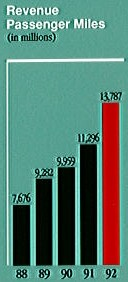 Revenue
Passenger Miles
(in millions)
13,787
11,296
9,959
9,282
7,676
88 89 90 91 92